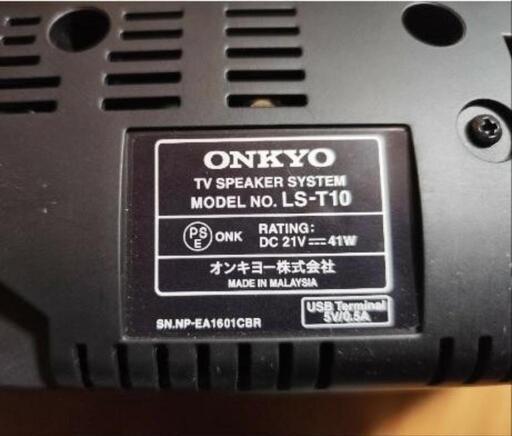 ONKYO
TV SPEAKER SYSTEM
MODEL NO. LS-T10
PS
E
ONK
RATING:
DC 21V⎓41W
オンキヨー株式会社
MADE IN MALAYSIA
USB Terminal
5V/0.5A
SN.NP-EA1601CBR